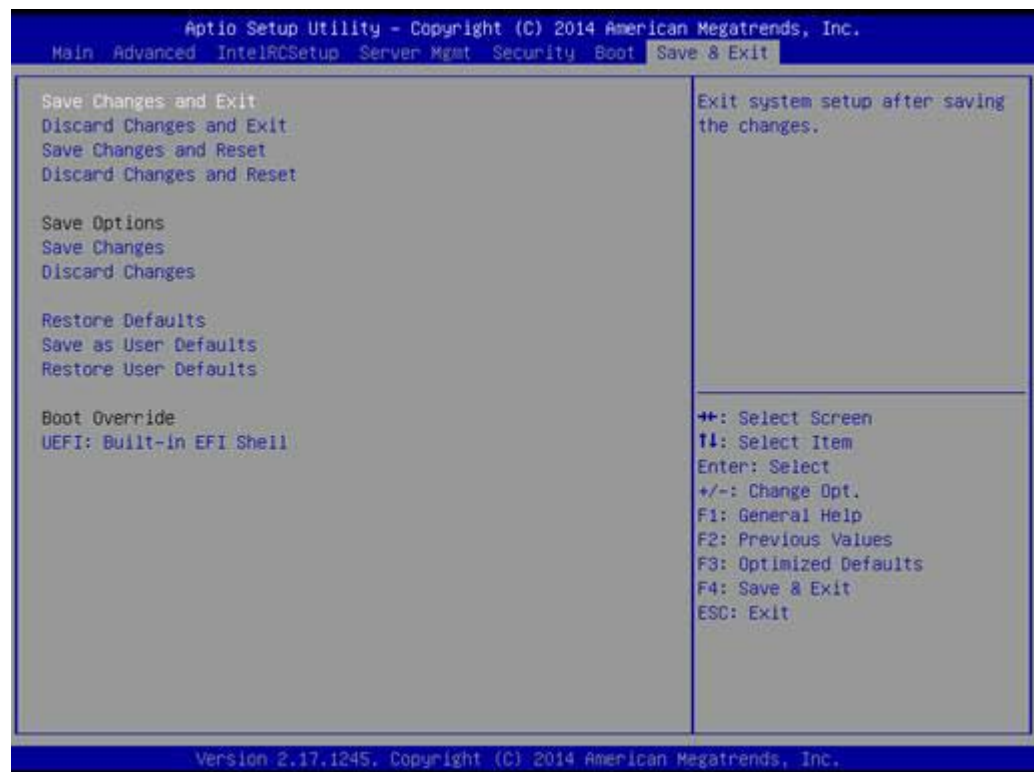 Aptio Setup Utility – Copyright (C) 2014 American Megatrends, Inc.
Main Advanced IntelRCSetup Server Mgmt Security Boot Save & Exit
Save Changes and Exit
Discard Changes and Exit
Save Changes and Reset
Discard Changes and Reset
Save Options
Save Changes
Discard Changes
Restore Defaults
Save as User Defaults
Restore User Defaults
Boot Override
UEFI: Built-in EFI Shell
Exit system setup after saving
the changes.
→←: Select Screen
↑↓: Select Item
Enter: Select
+/-: Change Opt.
F1: General Help
F2: Previous Values
F3: Optimized Defaults
F4: Save & Exit
ESC: Exit
Version 2.17.1245. Copyright (C) 2014 American Megatrends, Inc.